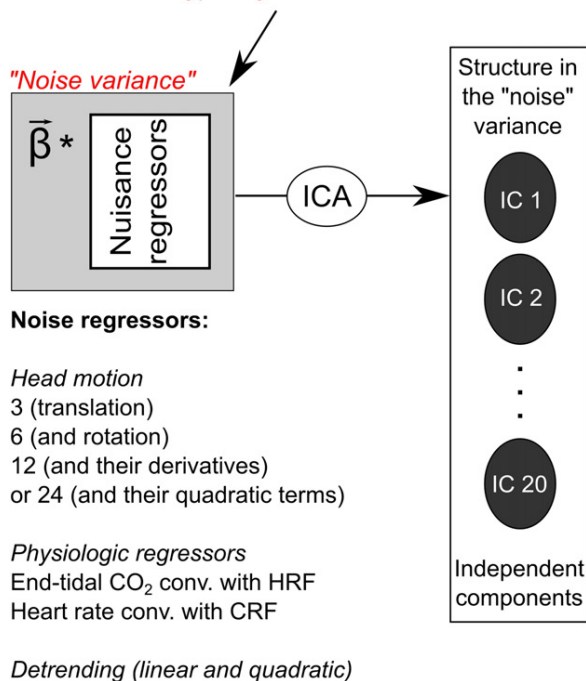 "Noise variance"
β *
Nuisance
regressors
ICA
Structure in
the "noise"
variance
IC 1
IC 2
IC 20
Independent
components
Noise regressors:
Head motion
3 (translation)
6 (and rotation)
12 (and their derivatives)
or 24 (and their quadratic terms)
Physiologic regressors
End-tidal CO₂ conv. with HRF
Heart rate conv. with CRF
Detrending (linear and quadratic)